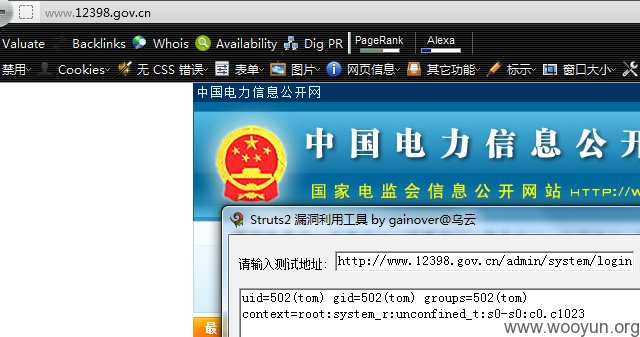 www.12398.gov.cn
Valuate Backlinks Whois Availability Dig PR PageRank Alexa
禁用 Cookies 无 CSS 错误 表单 图片 网页信息 其它功能 标示 窗口大小
中国电力信息公开网
中国电力信息公开
国家电监会信息公开网站 HTTP://W
Struts2 漏洞利用工具 by gainover@乌云
请输入测试地址: http://www.12398.gov.cn/admin/system/login
uid=502(tom) gid=502(tom) groups=502(tom)
context=root:system_r:unconfined_t:s0-s0:c0.c1023
最
www.wooyun.org